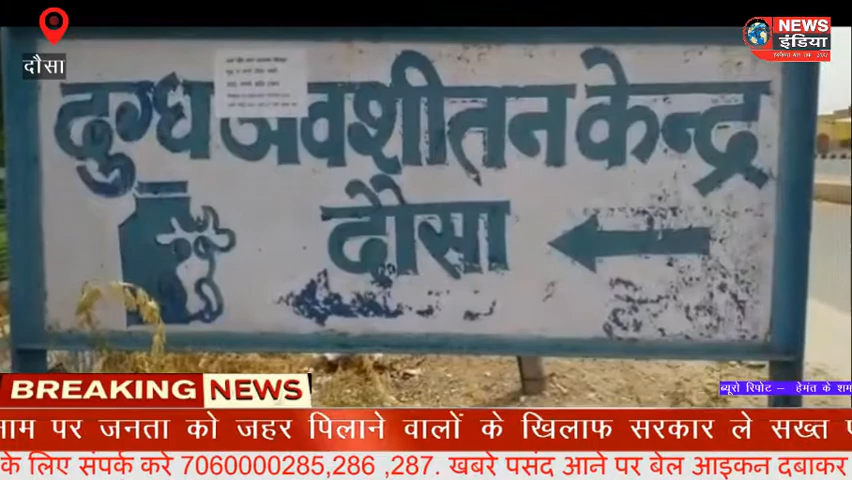 दौसा
NEWS
इंडिया
दुग्ध अवशीतन केन्द्र
दौसा
BREAKING NEWS
ब्यूरो रिपोट – हेमंत के शम
नाम पर जनता को जहर पिलाने वालों के खिलाफ सरकार ले सख्त
के लिए संपर्क करे 7060000285,286 ,287. खबरे पसंद आने पर बेल आइकन दबाकर